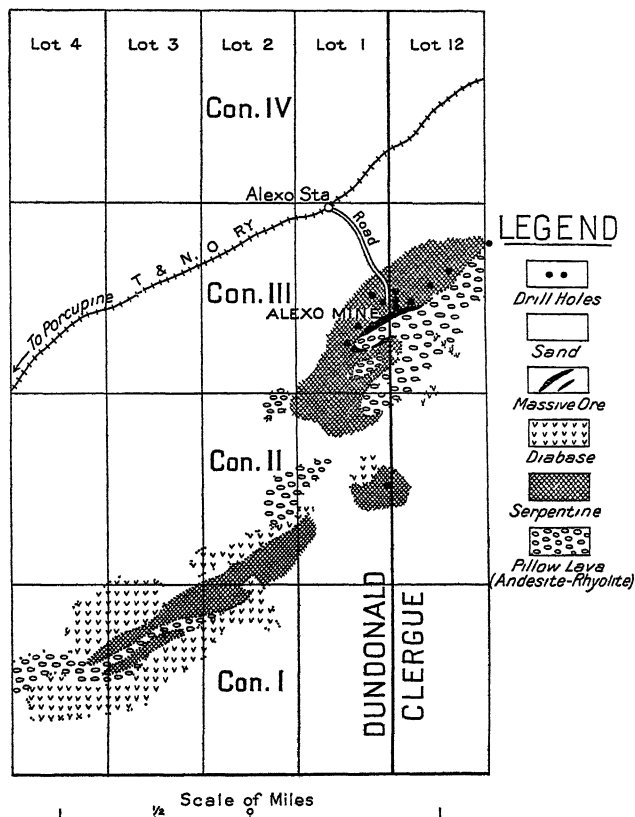 Lot 4
Lot 3
Lot 2
Lot 1
Lot 12
Con. IV
Alexo Sta
Road
T & N. O RY
To Porcupine
Con. III
ALEXO MINE
Con. II
Con. I
DUNDONALD
CLERGUE
LEGEND
Drill Holes
Sand
Massive Ore
Diabase
Serpentine
Pillow Lava
(Andesite-Rhyolite)
Scale of Miles
1 ½ 0 1